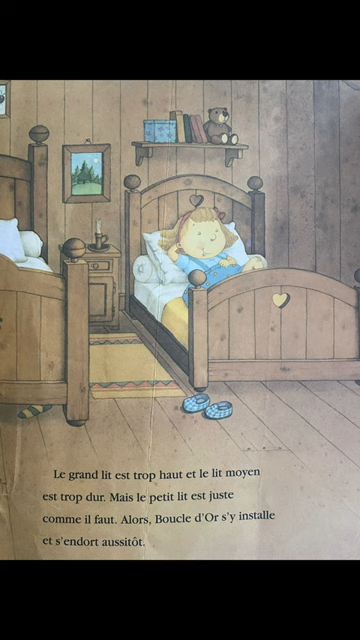 Le grand lit est trop haut et le lit moyen
est trop dur. Mais le petit lit est juste
comme il faut. Alors, Boucle d'Or s'y installe
et s'endort aussitôt.